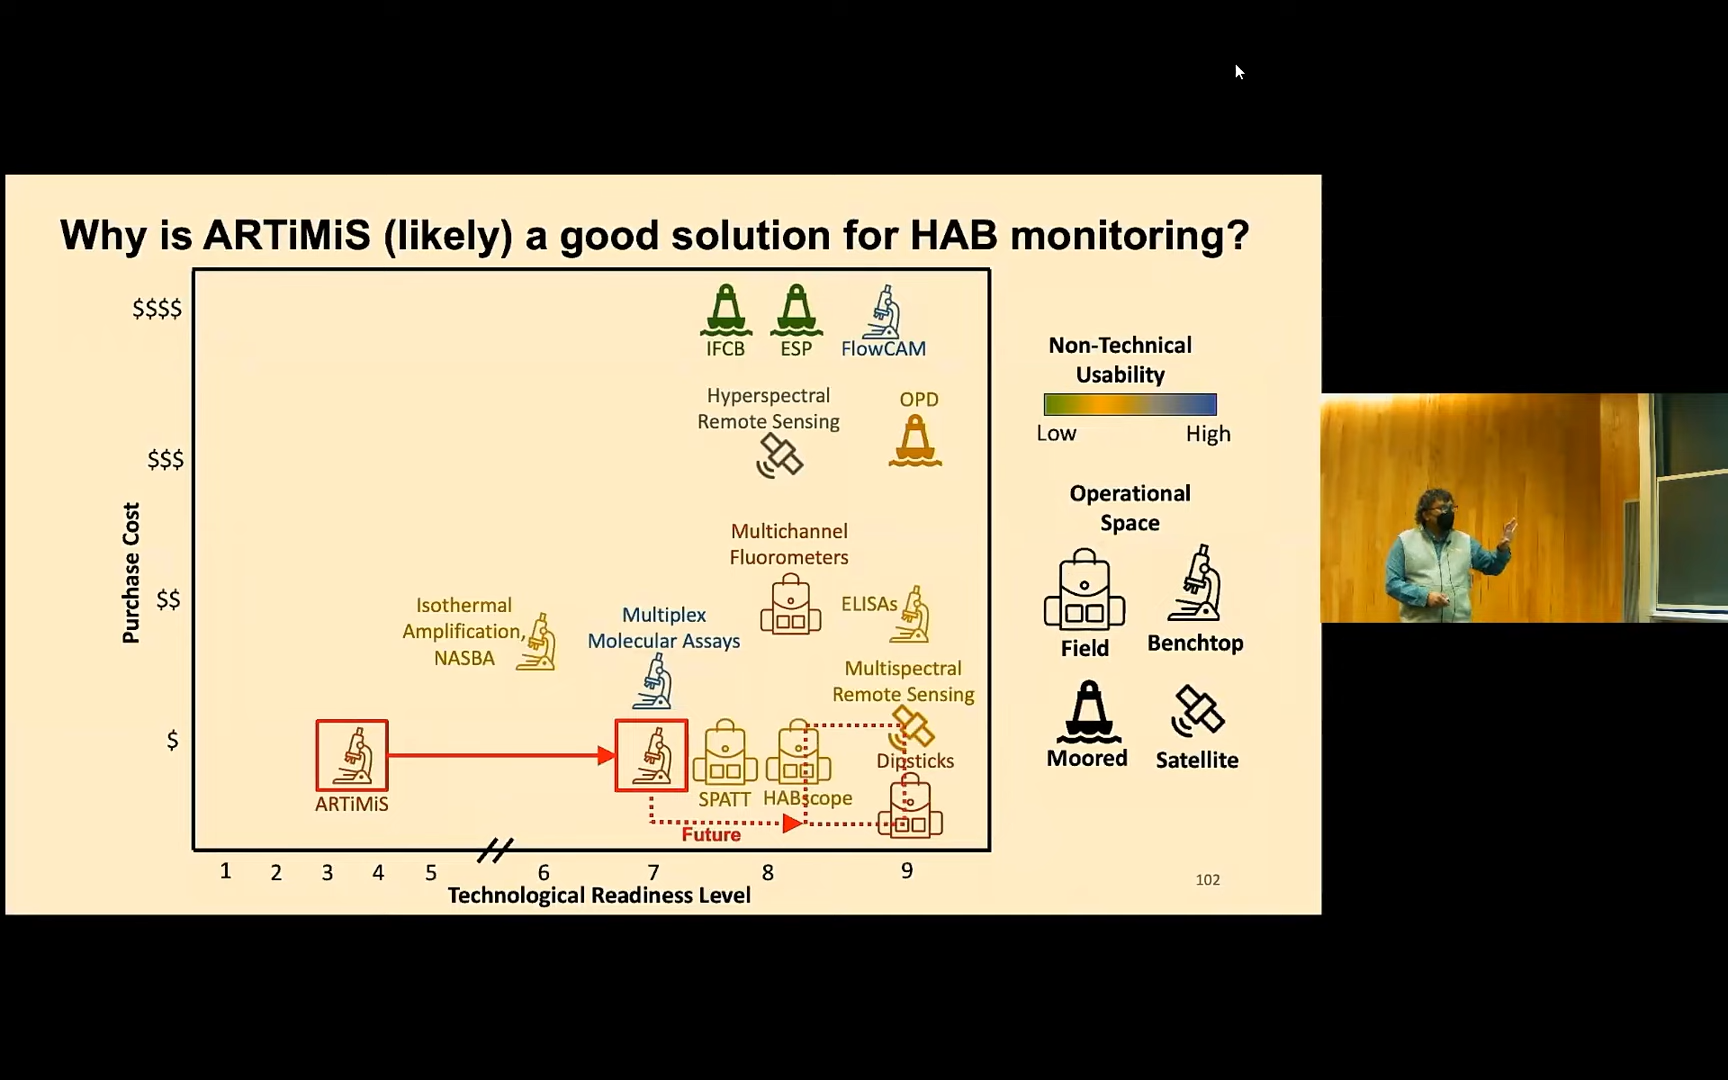 Why is ARTiMiS (likely) a good solution for HAB monitoring?
$$$$
$$$
$$
$
Purchase Cost
IFCB
ESP
FlowCAM
Hyperspectral
Remote Sensing
OPD
Multichannel
Fluorometers
Isothermal
Amplification,
NASBA
Multiplex
Molecular Assays
ELISAs
Multispectral
Remote Sensing
ARTiMiS
SPATT
HABscope
Dipsticks
Future
1 2 3 4 5 6 7 8 9
Technological Readiness Level
Non-Technical
Usability
Low High
Operational
Space
Field
Benchtop
Moored
Satellite
102